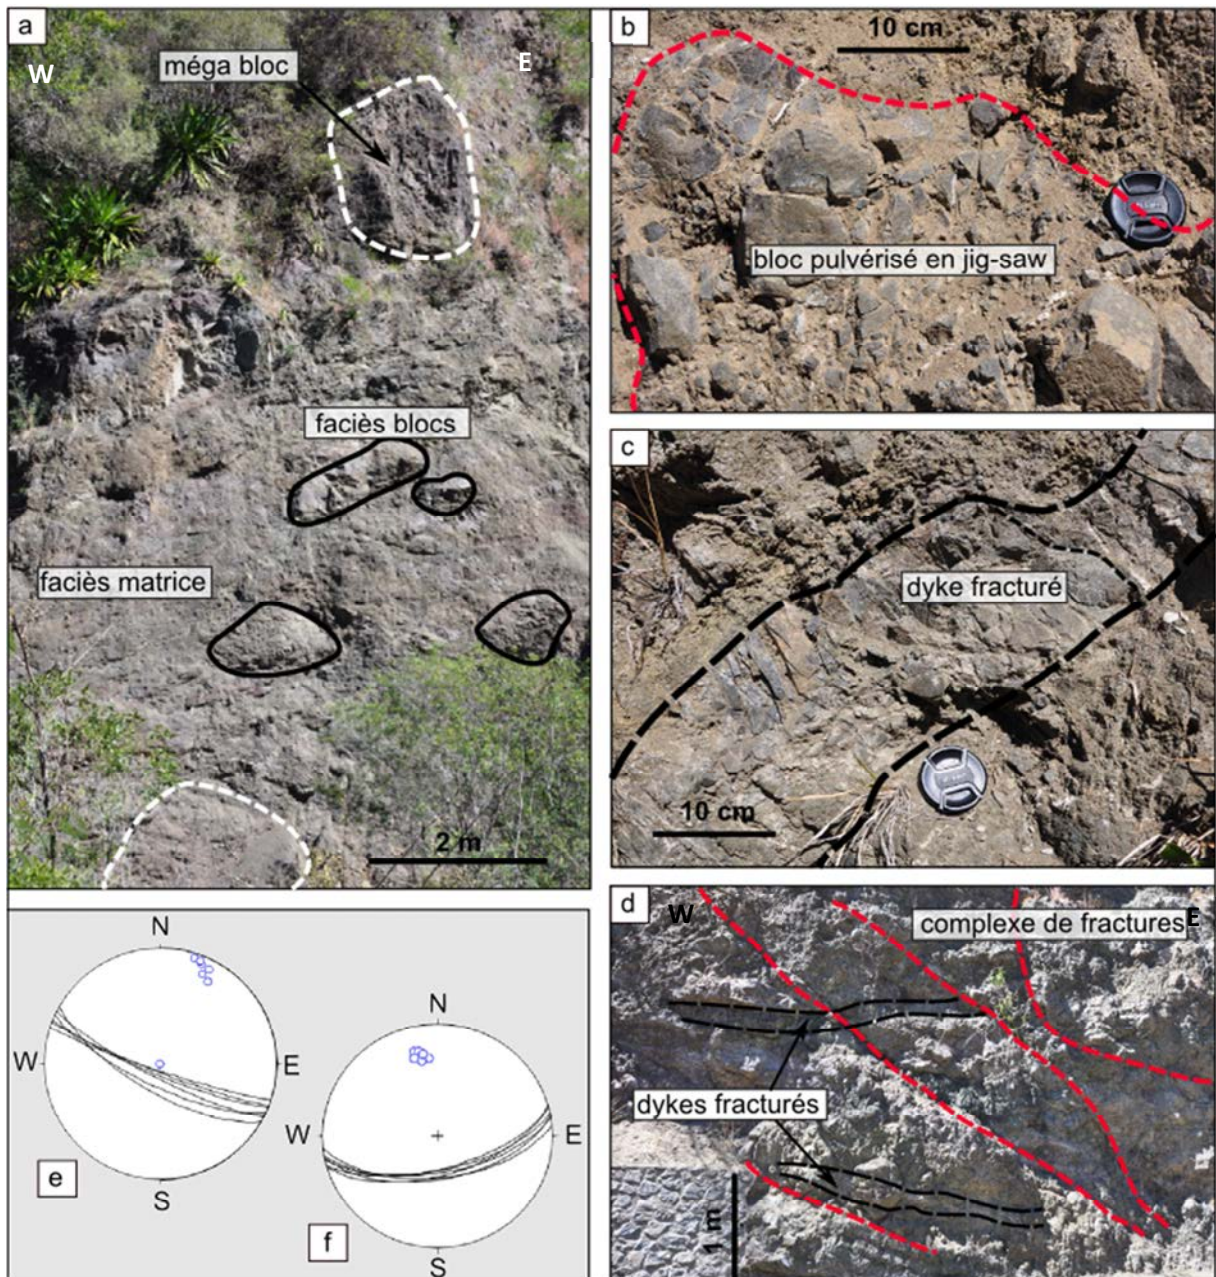 a
W
E
méga bloc
faciès blocs
faciès matrice
2 m
b
10 cm
bloc pulvérisé en jig-saw
c
dyke fracturé
10 cm
d
W
complexe de fractures E
dykes fracturés
1 m
N
W
E
S
e
N
W
E
S
f